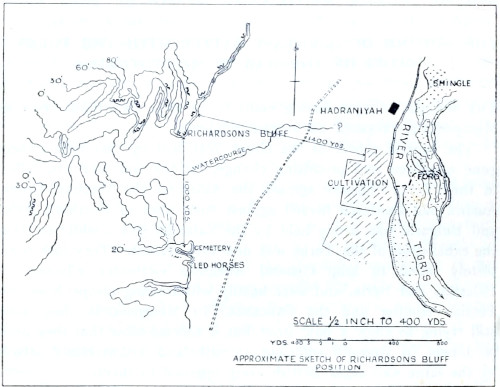 80'
60'
30'
0'
SHINGLE
HADRANIYAH
RICHARDSONS BLUFF
1400 YDS
RIVER
WATERCOURSE
FORD
CULTIVATION
0'
30'
1000 YDS
20'
CEMETERY
LED HORSES
TIGRIS
SCALE 1/2 INCH TO 400 YDS
YDS 400 3 2 1 0 400 800
APPROXIMATE SKETCH OF RICHARDSONS BLUFF
POSITION